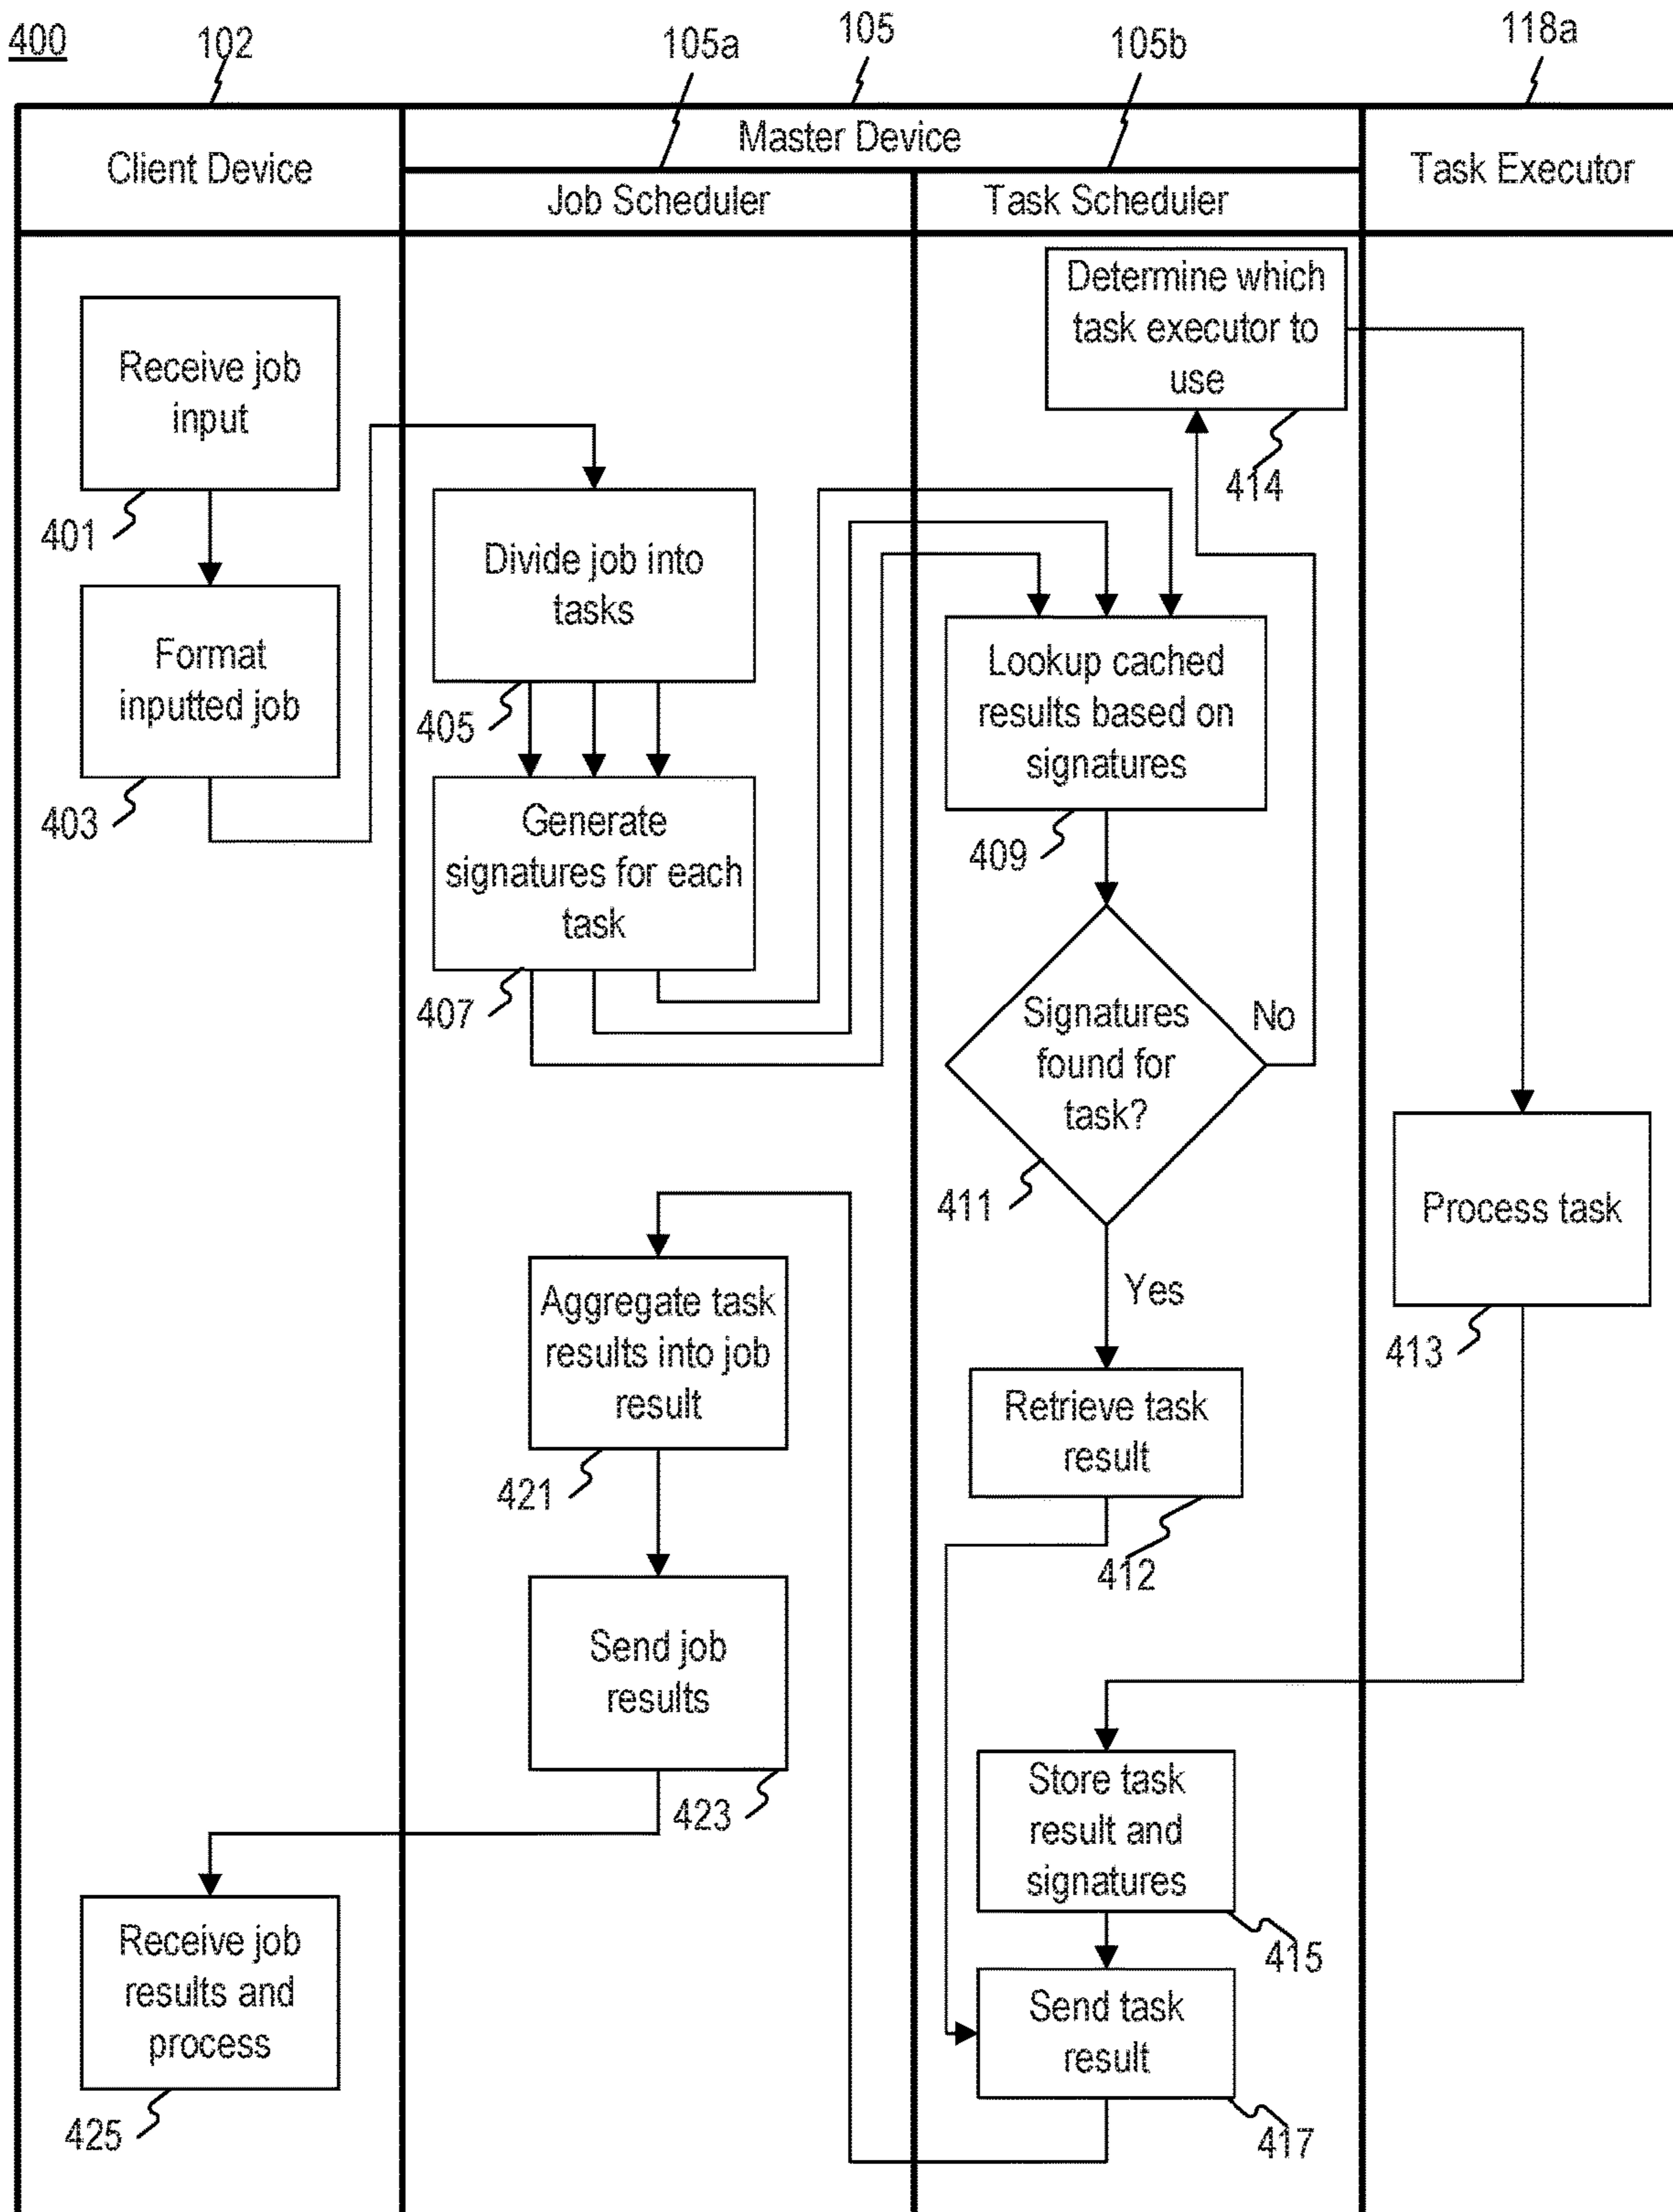 400
102
105a
105
105b
118a
Client Device
Master Device
Task Executor
Job Scheduler
Task Scheduler
Determine which
task executor to
use
414
Receive job
input
401
Format
inputted job
403
Divide job into
tasks
405
Generate
signatures for each
task
407
Lookup cached
results based on
signatures
409
Signatures
found for
task?
No
411
Yes
Process task
413
Retrieve task
result
412
Aggregate task
results into job
result
421
Send job
results
423
Store task
result and
signatures
415
Send task
result
417
Receive job
results and
process
425